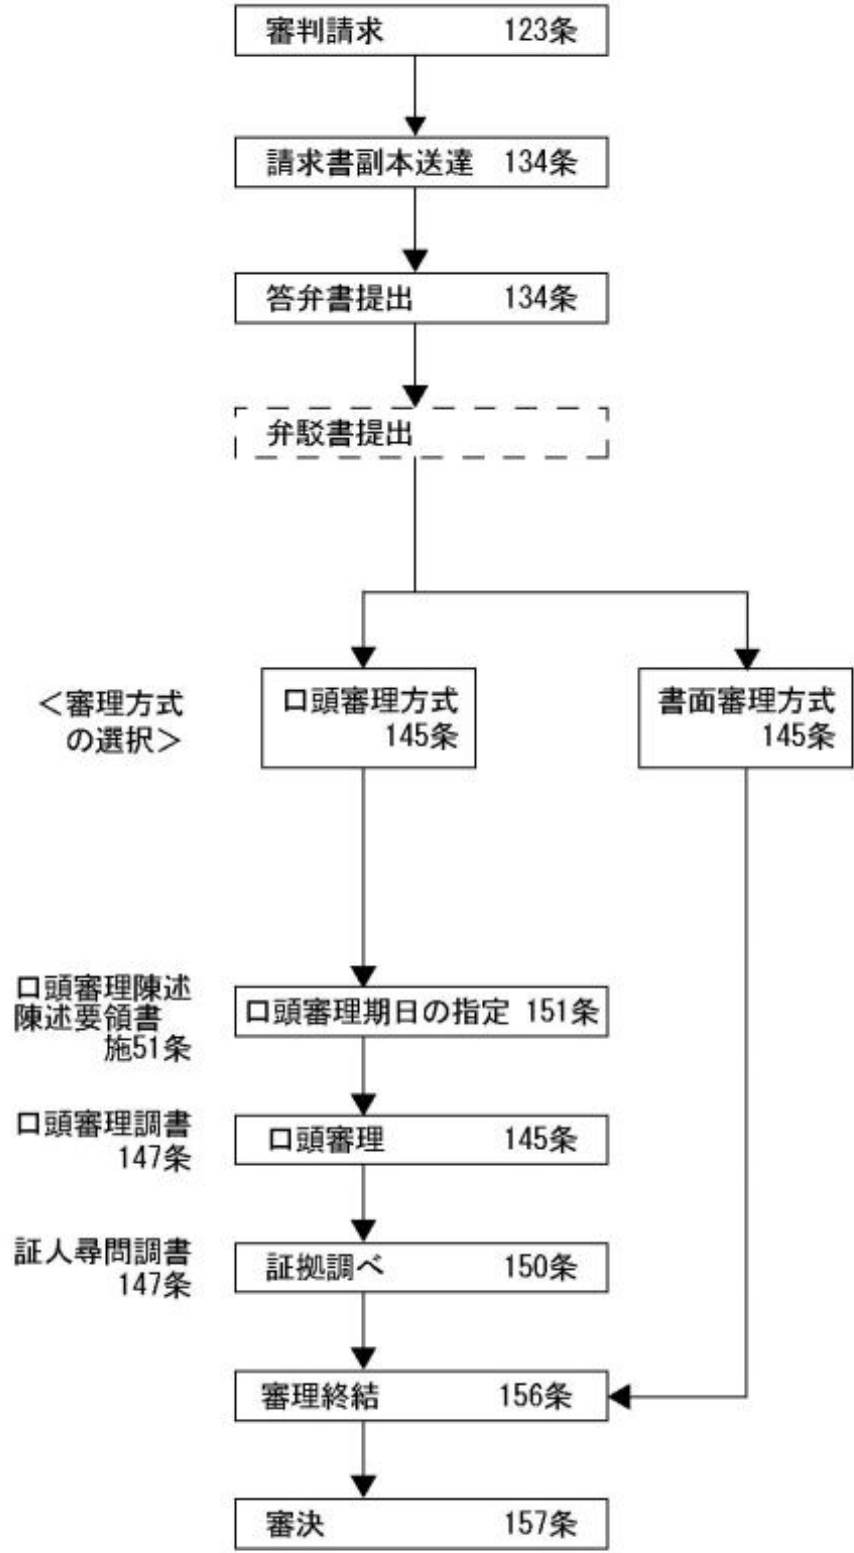 審判請求 123条
請求書副本送達 134条
答弁書提出 134条
弁駁書提出
＜審理方式
の選択＞
口頭審理方式
145条
書面審理方式
145条
口頭審理陳述
陳述要領書
施51条
口頭審理期日の指定 151条
口頭審理調書
147条
口頭審理 145条
証人尋問調書
147条
証拠調べ 150条
審理終結 156条
審決 157条